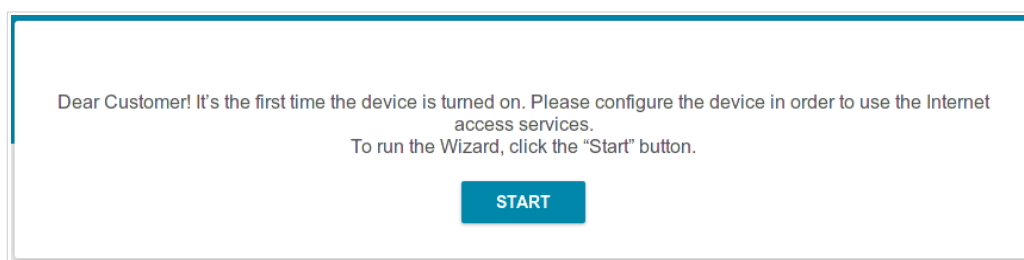 Dear Customer! It’s the first time the device is turned on. Please configure the device in order to use the Internet
access services.
To run the Wizard, click the “Start” button.
START